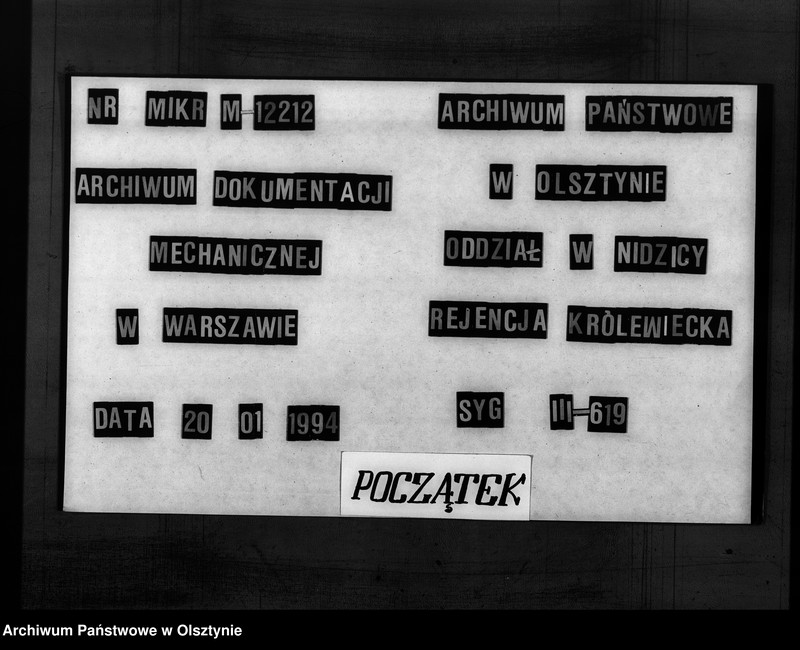 NR MIKR M-12212
ARCHIWUM DOKUMENTACJI
MECHANICZNEJ
W WARSZAWIE
DATA 20 01 1994
ARCHIWUM PAŃSTWOWE
W OLSZTYNIE
ODDZIAŁ W NIDZICY
REJENCJA KRÒLEWIECKA
SYG III-619
POCZĄTEK
Archiwum Państwowe w Olsztynie